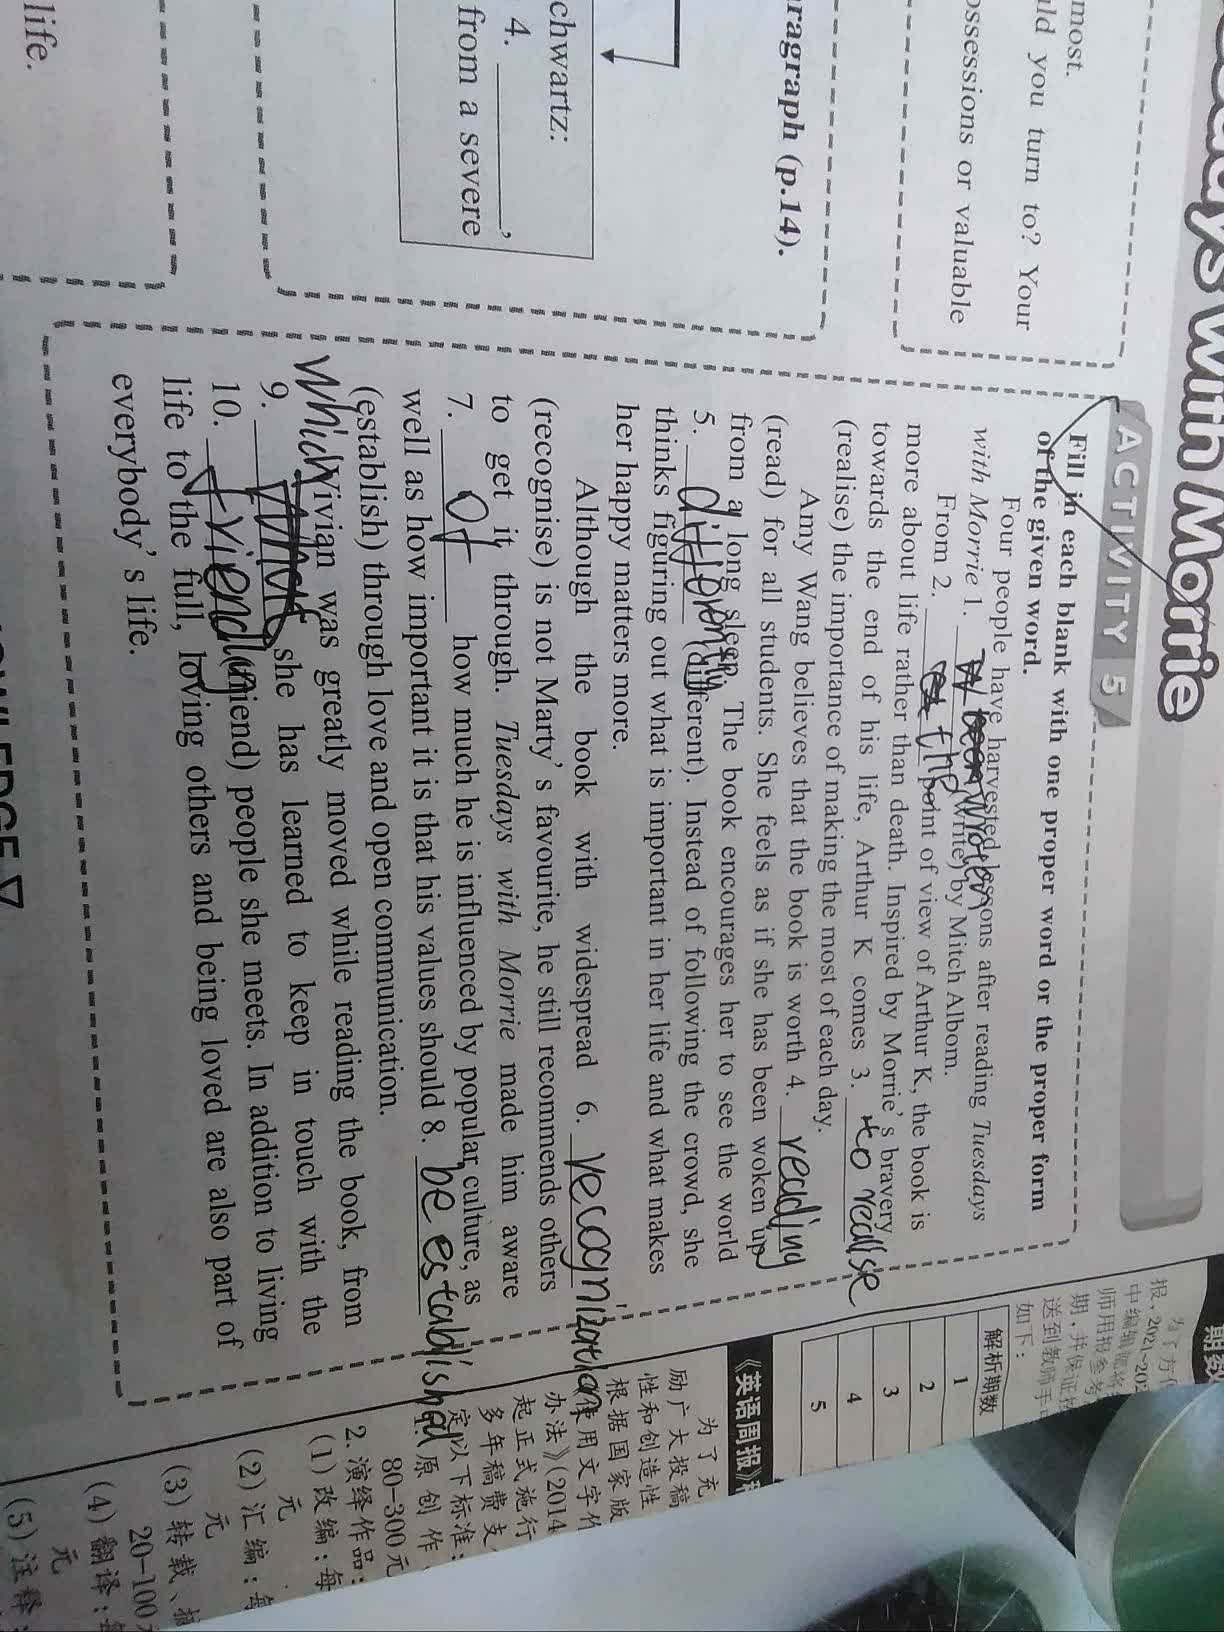 most.
uld you turn to? Your
ossessions or valuable
ragraph (p.14).
chwartz:
4. ________,
from a severe
life.
days with Morrie
ACTIVITY 5
Fill in each blank with one proper word or the proper form
of the given word.
Four people have harvested lessons after reading Tuesdays
with Morrie 1. (write) by Mitch Albom.
From 2. the point of view of Arthur K, the book is
more about life rather than death. Inspired by Morrie's bravery
towards the end of his life, Arthur K comes 3. to realise
(realise) the importance of making the most of each day.
Amy Wang believes that the book is worth 4. reading
(read) for all students. She feels as if she has been woken up
from a long sleep. The book encourages her to see the world
5. (different). Instead of following the crowd, she
thinks figuring out what is important in her life and what makes
her happy matters more.
Although the book with widespread 6. recognization
(recognise) is not Marty's favourite, he still recommends others
to get it through. Tuesdays with Morrie made him aware
7. of how much he is influenced by popular culture, as
well as how important it is that his values should 8. be established
(establish) through love and open communication.
Vivian was greatly moved while reading the book, from
9. which she has learned to keep in touch with the
10. (friend) people she meets. In addition to living
life to the full, loving others and being loved are also part of
everybody's life.
期数
为了方
报,2021-202
中编辑
师用报参考
期,并保证
送到教师手
如下:
解析期数
1
2
3
4
5
《英语周报》
为了充
励广大投稿
性和创造性
根据国家版
使用文字作
办法》(2014
起正式施行
多年稿费支
定以下标准:
原创作
80-300元
2.演绎作品:
(1)改编:每
元
(2)汇编:每
元
(3)转载、摘
20-100
元
(4)翻译:每
(5)注释: